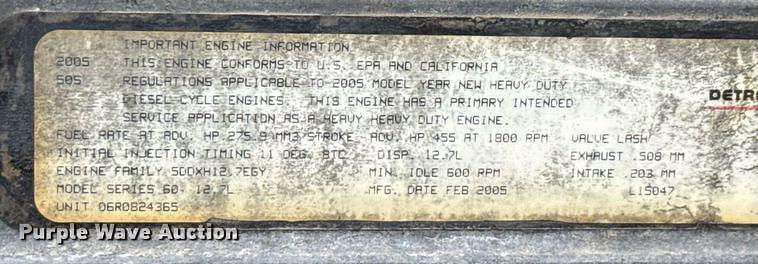 IMPORTANT ENGINE INFORMATION
2005 THIS ENGINE CONFORMS TO U.S. EPA AND CALIFORNIA
505 REGULATIONS APPLICABLE TO 2005 MODEL YEAR NEW HEAVY DUTY
DIESEL CYCLE ENGINES. THIS ENGINE HAS A PRIMARY INTENDED
SERVICE APPLICATION AS A HEAVY HEAVY DUTY ENGINE.
DETR
FUEL RATE AT ADV. HP 275.9 MM3/STROKE ADV. HP 455 AT 1800 RPM VALVE LASH
INITIAL INJECTION TIMING 11 DEG. BTC DISP. 12.7L EXHAUST .508 MM
ENGINE FAMILY 5DDXH12.7EGY MIN. IDLE 600 RPM INTAKE .203 MM
MODEL SERIES 60- 12.7L MFG. DATE FEB 2005 L15047
UNIT 06R0824365
Purple Wave Auction